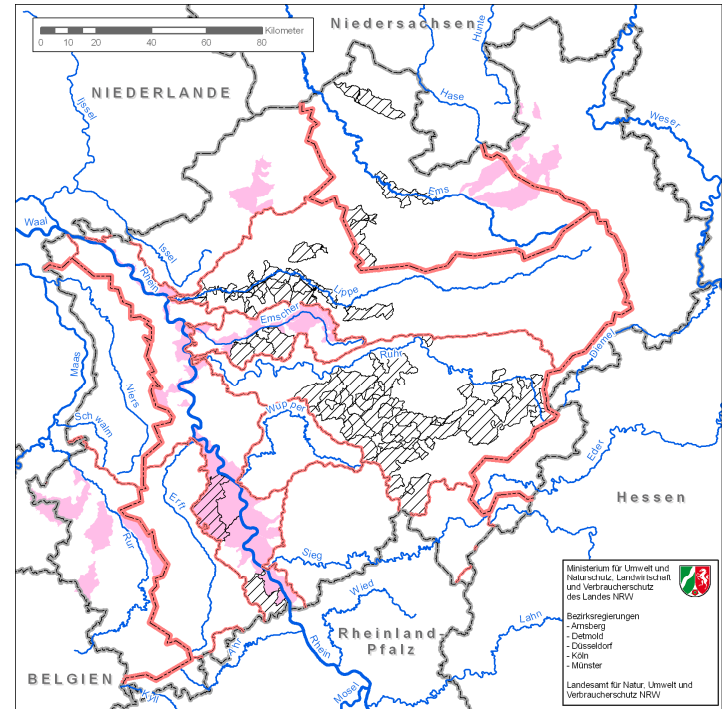 Niedersachsen
Kilometer
0 10 20 40 60 80
NIEDERLANDE
Ijssel
Hunte
Hase
Weser
Ems
Waal
Issel
Rhein
Lippe
Emscher
Ruhr
Diemel
Maas
Niers
Schwalm
Wupper
Eder
Erft
Rur
Hessen
Sieg
Wied
Lahn
Rheinland-
Pfalz
Rhein
Ahr
BELGIEN
Kyll
Mosel
Ministerium für Umwelt und
Naturschutz, Landwirtschaft
und Verbraucherschutz
des Landes NRW
Bezirksregierungen
- Arnsberg
- Detmold
- Düsseldorf
- Köln
- Münster
Landesamt für Natur, Umwelt und
Verbraucherschutz NRW